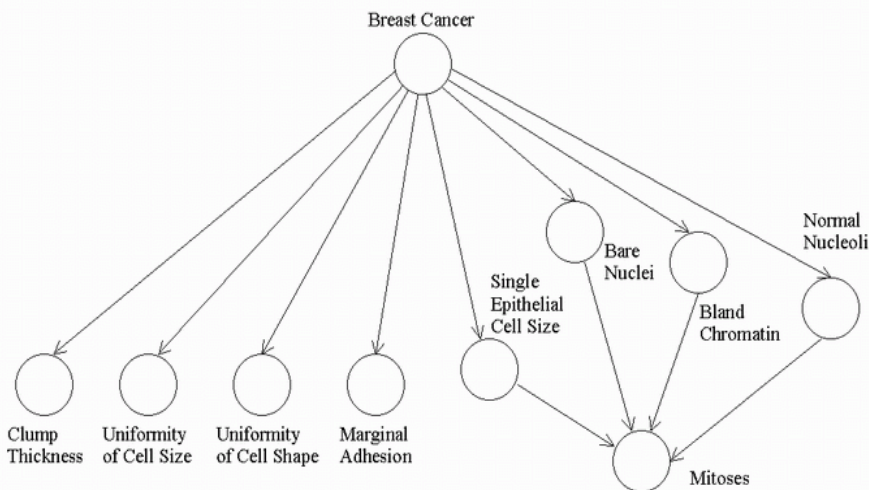 Breast Cancer
Normal
Nucleoli
Bare
Nuclei
Single
Epithelial
Cell Size
Bland
Chromatin
Clump
Thickness
Uniformity
of Cell Size
Uniformity
of Cell Shape
Marginal
Adhesion
Mitoses